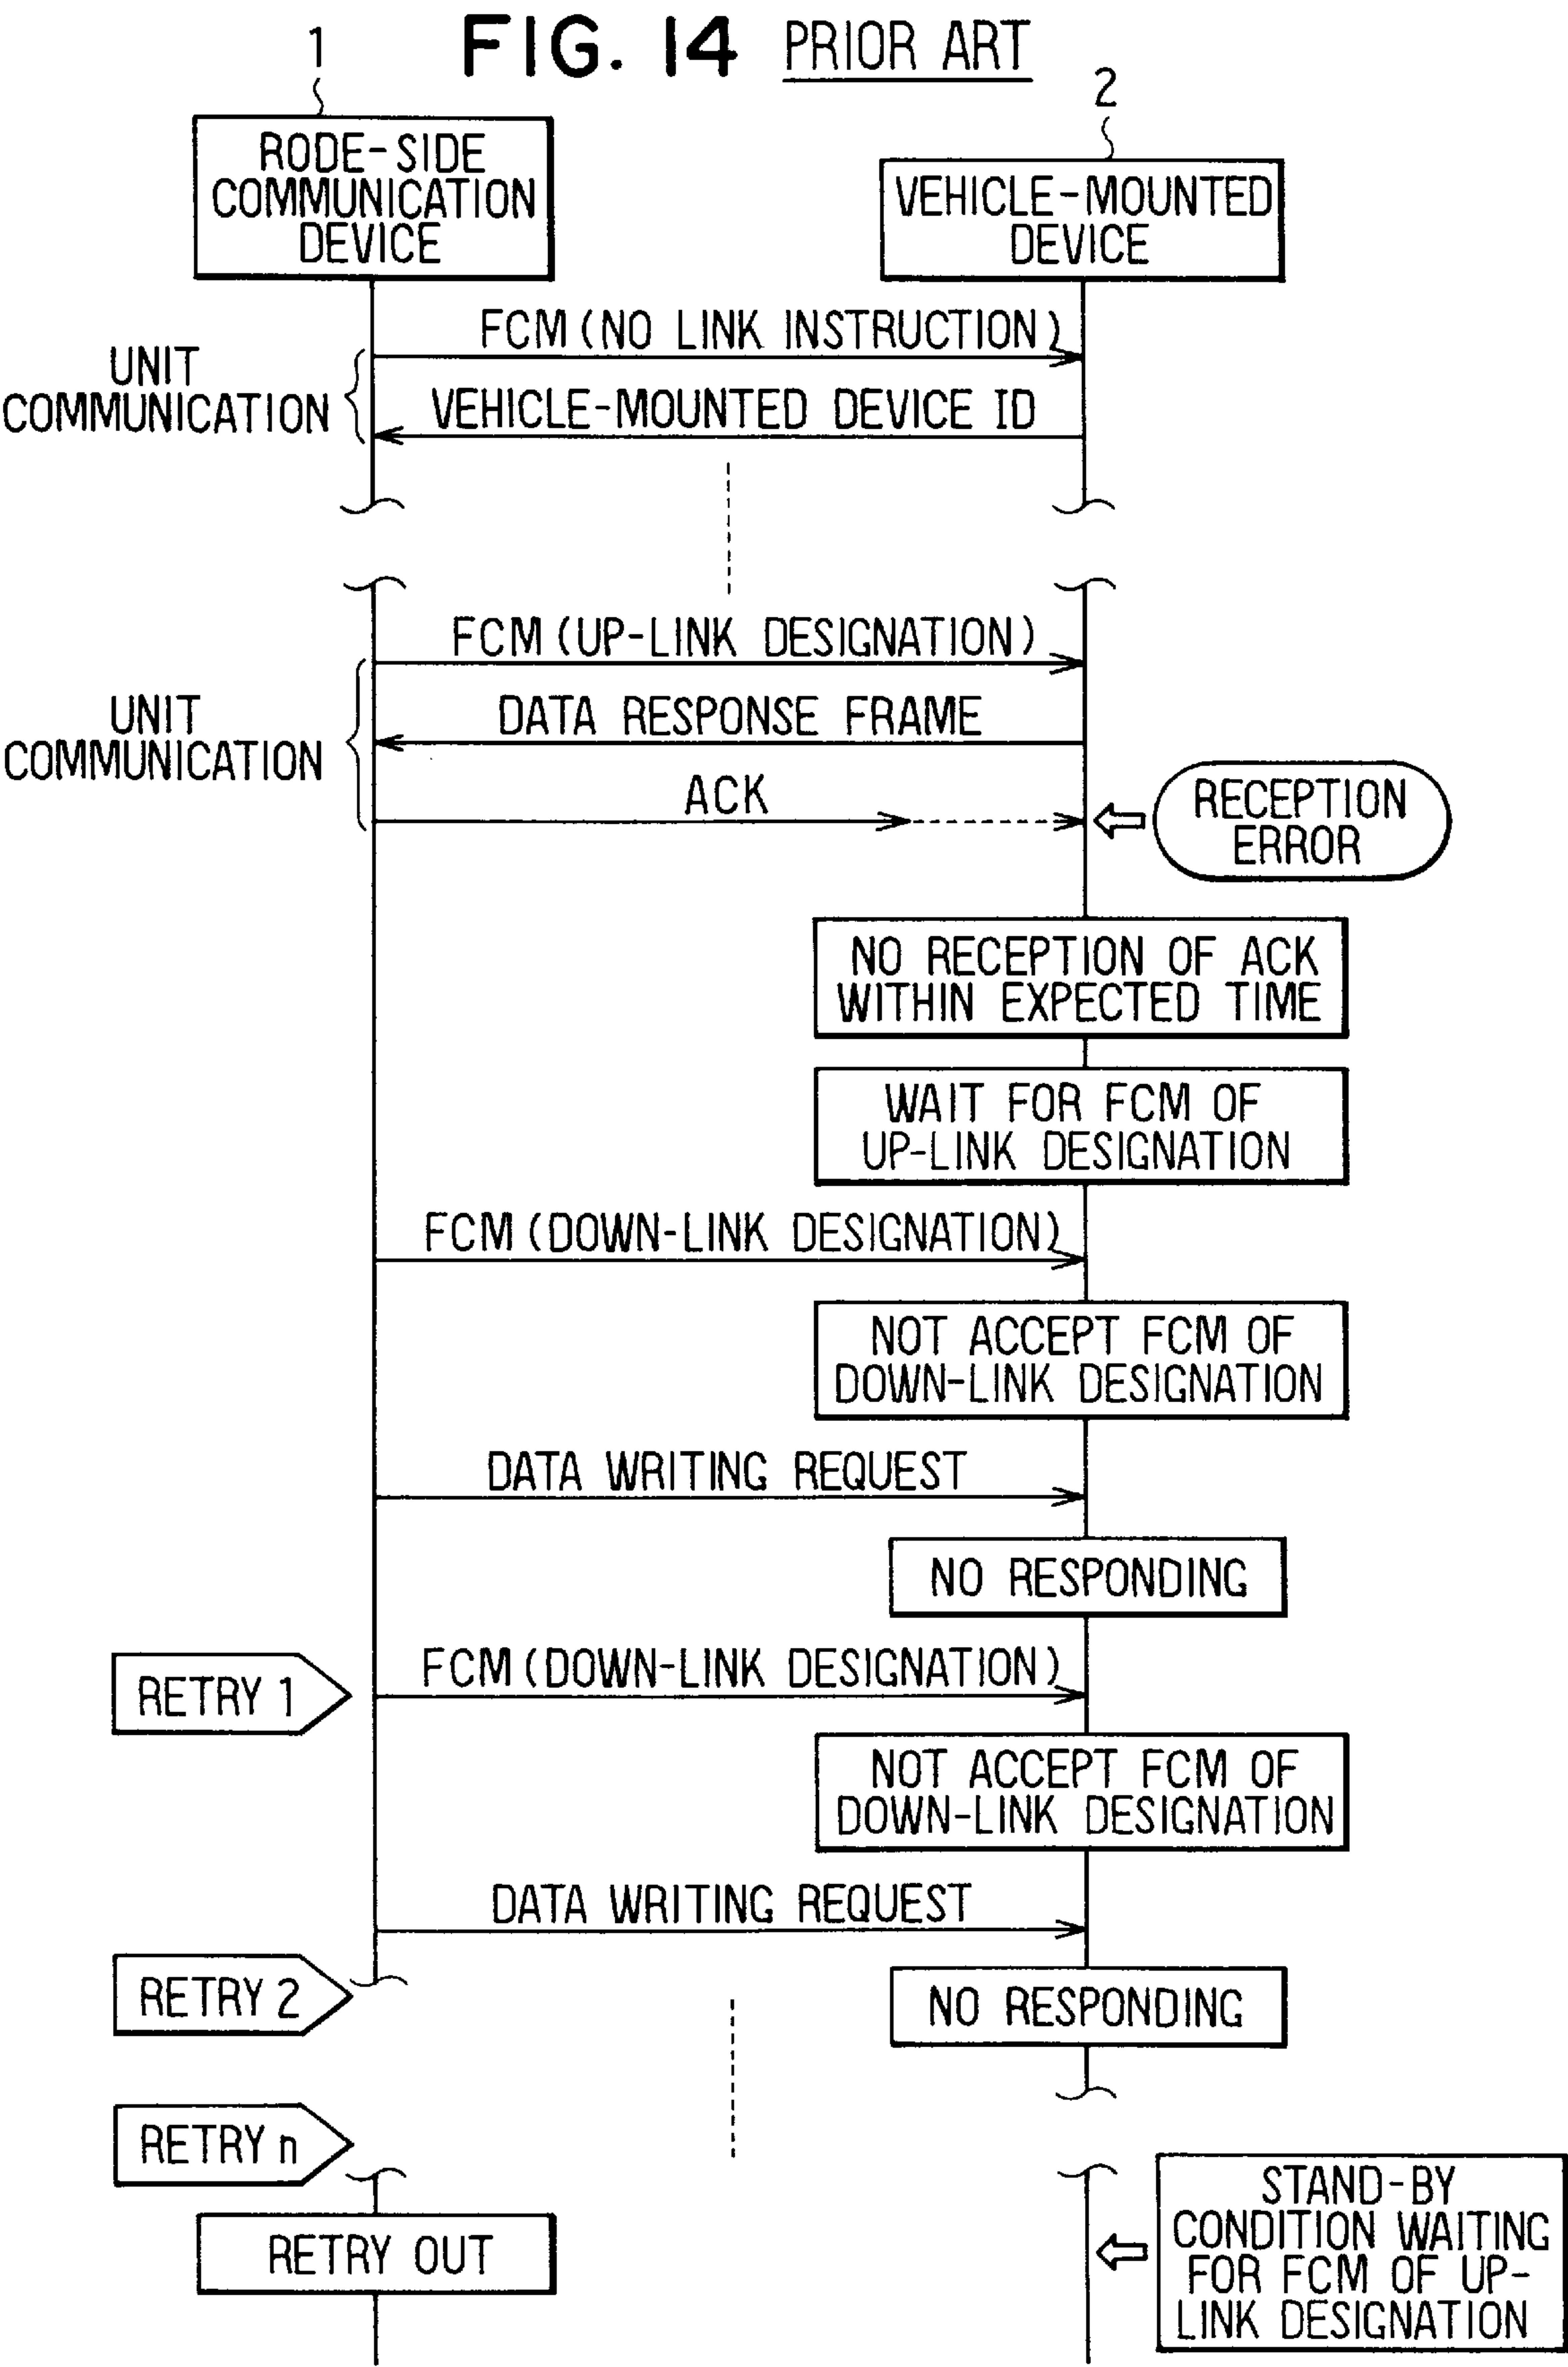 FIG. 14 PRIOR ART
1
2
RODE-SIDE
COMMUNICATION
DEVICE
VEHICLE-MOUNTED
DEVICE
FCM (NO LINK INSTRUCTION)
UNIT
COMMUNICATION
VEHICLE-MOUNTED DEVICE ID
FCM (UP-LINK DESIGNATION)
UNIT
COMMUNICATION
DATA RESPONSE FRAME
ACK
RECEPTION
ERROR
NO RECEPTION OF ACK
WITHIN EXPECTED TIME
WAIT FOR FCM OF
UP-LINK DESIGNATION
FCM (DOWN-LINK DESIGNATION)
NOT ACCEPT FCM OF
DOWN-LINK DESIGNATION
DATA WRITING REQUEST
NO RESPONDING
RETRY 1
FCM (DOWN-LINK DESIGNATION)
NOT ACCEPT FCM OF
DOWN-LINK DESIGNATION
DATA WRITING REQUEST
RETRY 2
NO RESPONDING
RETRY n
RETRY OUT
STAND-BY
CONDITION WAITING
FOR FCM OF UP-
LINK DESIGNATION